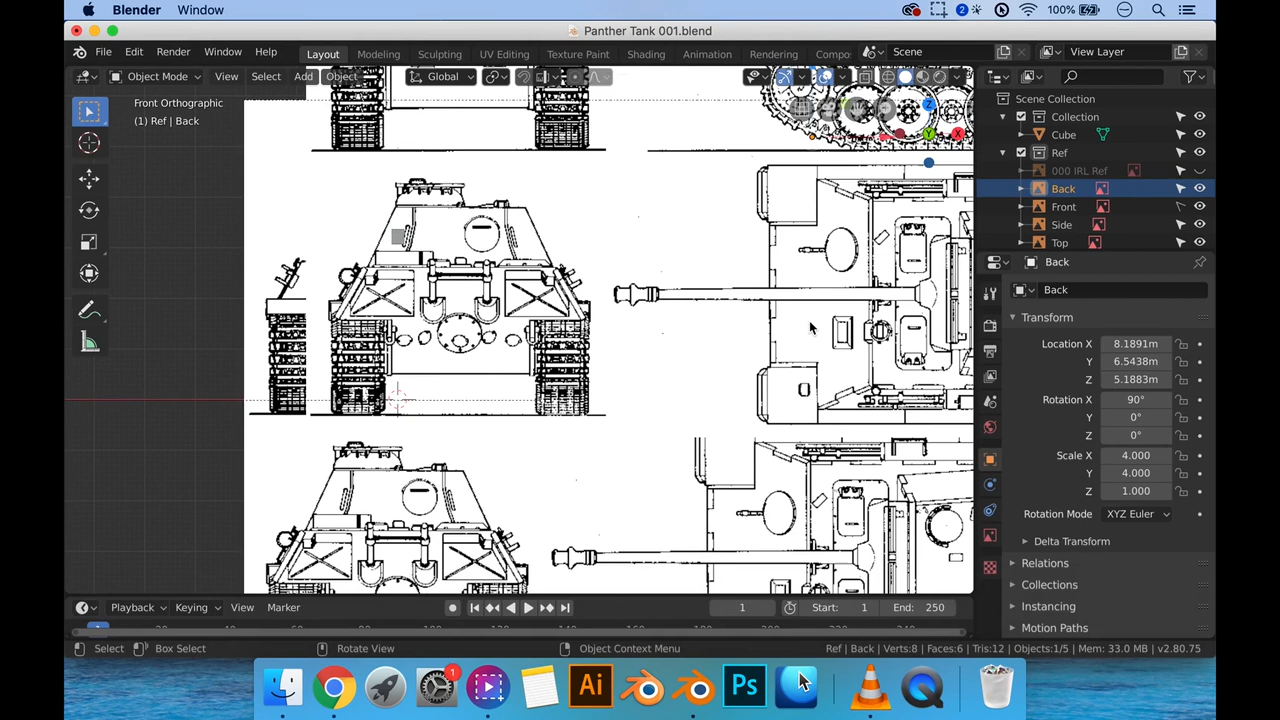 Blender Window 2 100%
Panther Tank 001.blend
File Edit Render Window Help Layout Modeling Sculpting UV Editing Texture Paint Shading Animation Rendering Compo Scene View Layer
Object Mode View Select Add Object Global
Front Orthographic
(1) Ref | Back
Z
Y
X
Scene Collection
Collection
Cube
Ref
000 IRL Ref
Back
Front
Side
Top
Back
Back
Transform
Location X 8.1891m
Y 6.5438m
Z 5.1883m
Rotation X 90°
Y 0°
Z 0°
Scale X 4.000
Y 4.000
Z 1.000
Rotation Mode XYZ Euler
Delta Transform
Relations
Collections
Instancing
Motion Paths
Playback Keying View Marker 1 Start: 1 End: 250
Select Box Select Rotate View Object Context Menu Ref | Back | Verts:8 | Faces:6 | Tris:12 | Objects:1/5 | Mem: 33.0 MB | v2.80.75
1 Ai Ps